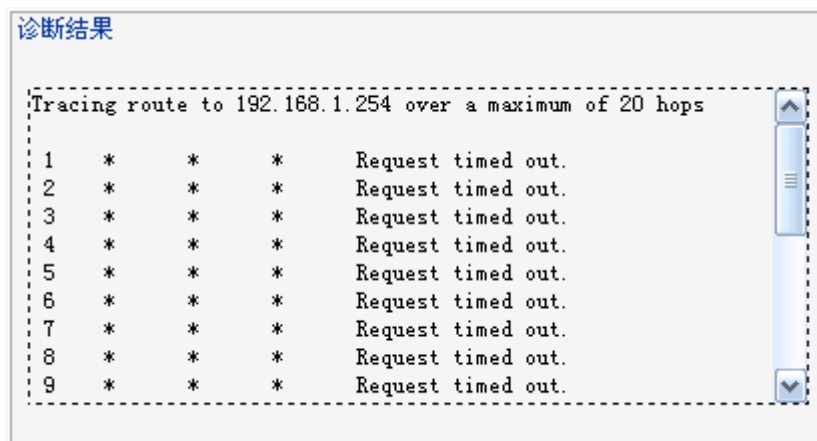 诊断结果
Tracing route to 192.168.1.254 over a maximum of 20 hops
1 * * * Request timed out.
2 * * * Request timed out.
3 * * * Request timed out.
4 * * * Request timed out.
5 * * * Request timed out.
6 * * * Request timed out.
7 * * * Request timed out.
8 * * * Request timed out.
9 * * * Request timed out.